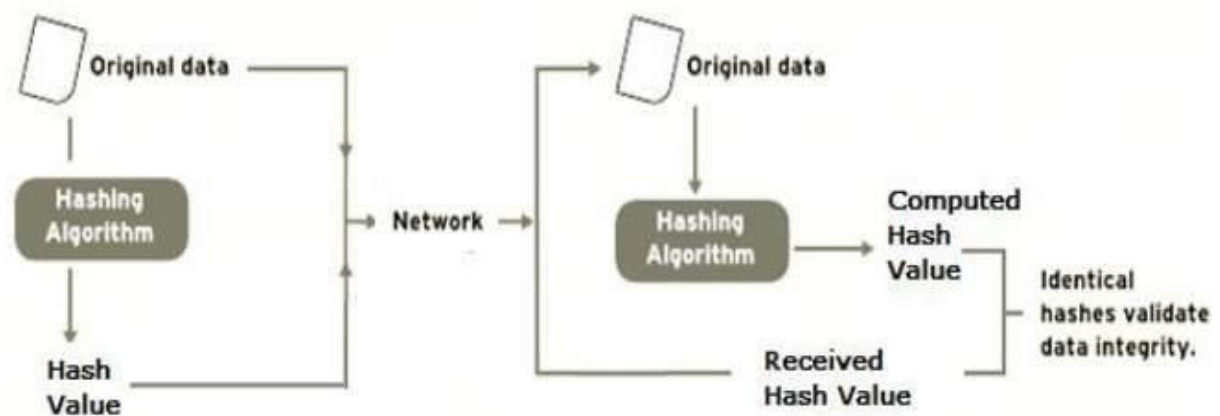 Original data
Hashing
Algorithm
Hash
Value
Network
Original data
Hashing
Algorithm
Computed
Hash
Value
Received
Hash Value
Identical
hashes validate
data integrity.